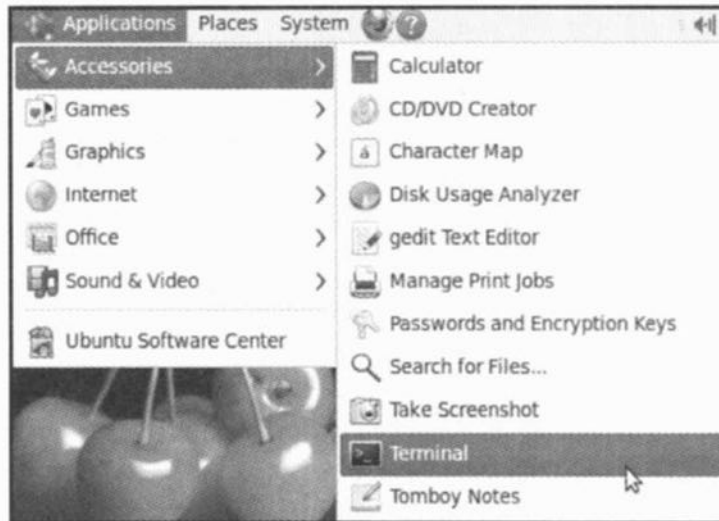 Applications Places System
Accessories
Games
Graphics
Internet
Office
Sound & Video
Ubuntu Software Center
Calculator
CD/DVD Creator
á Character Map
Disk Usage Analyzer
gedit Text Editor
Manage Print Jobs
Passwords and Encryption Keys
Search for Files...
Take Screenshot
Terminal
Tomboy Notes